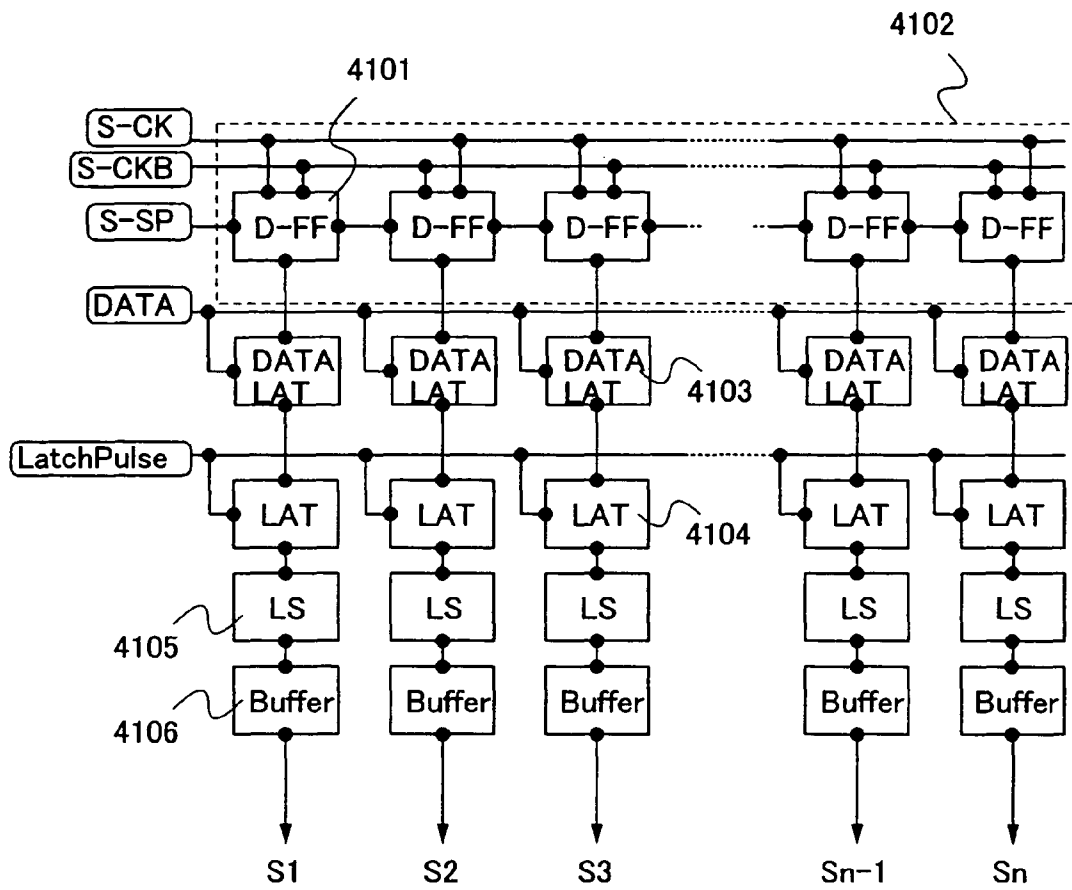 4102
4101
S-CK
S-CKB
S-SP
D-FF D-FF D-FF D-FF D-FF
DATA
DATA LAT DATA LAT DATA LAT DATA LAT DATA LAT
4103
LatchPulse
LAT LAT LAT LAT LAT
4104
LS LS LS LS LS
4105
Buffer Buffer Buffer Buffer Buffer
4106
S1 S2 S3 Sn-1 Sn